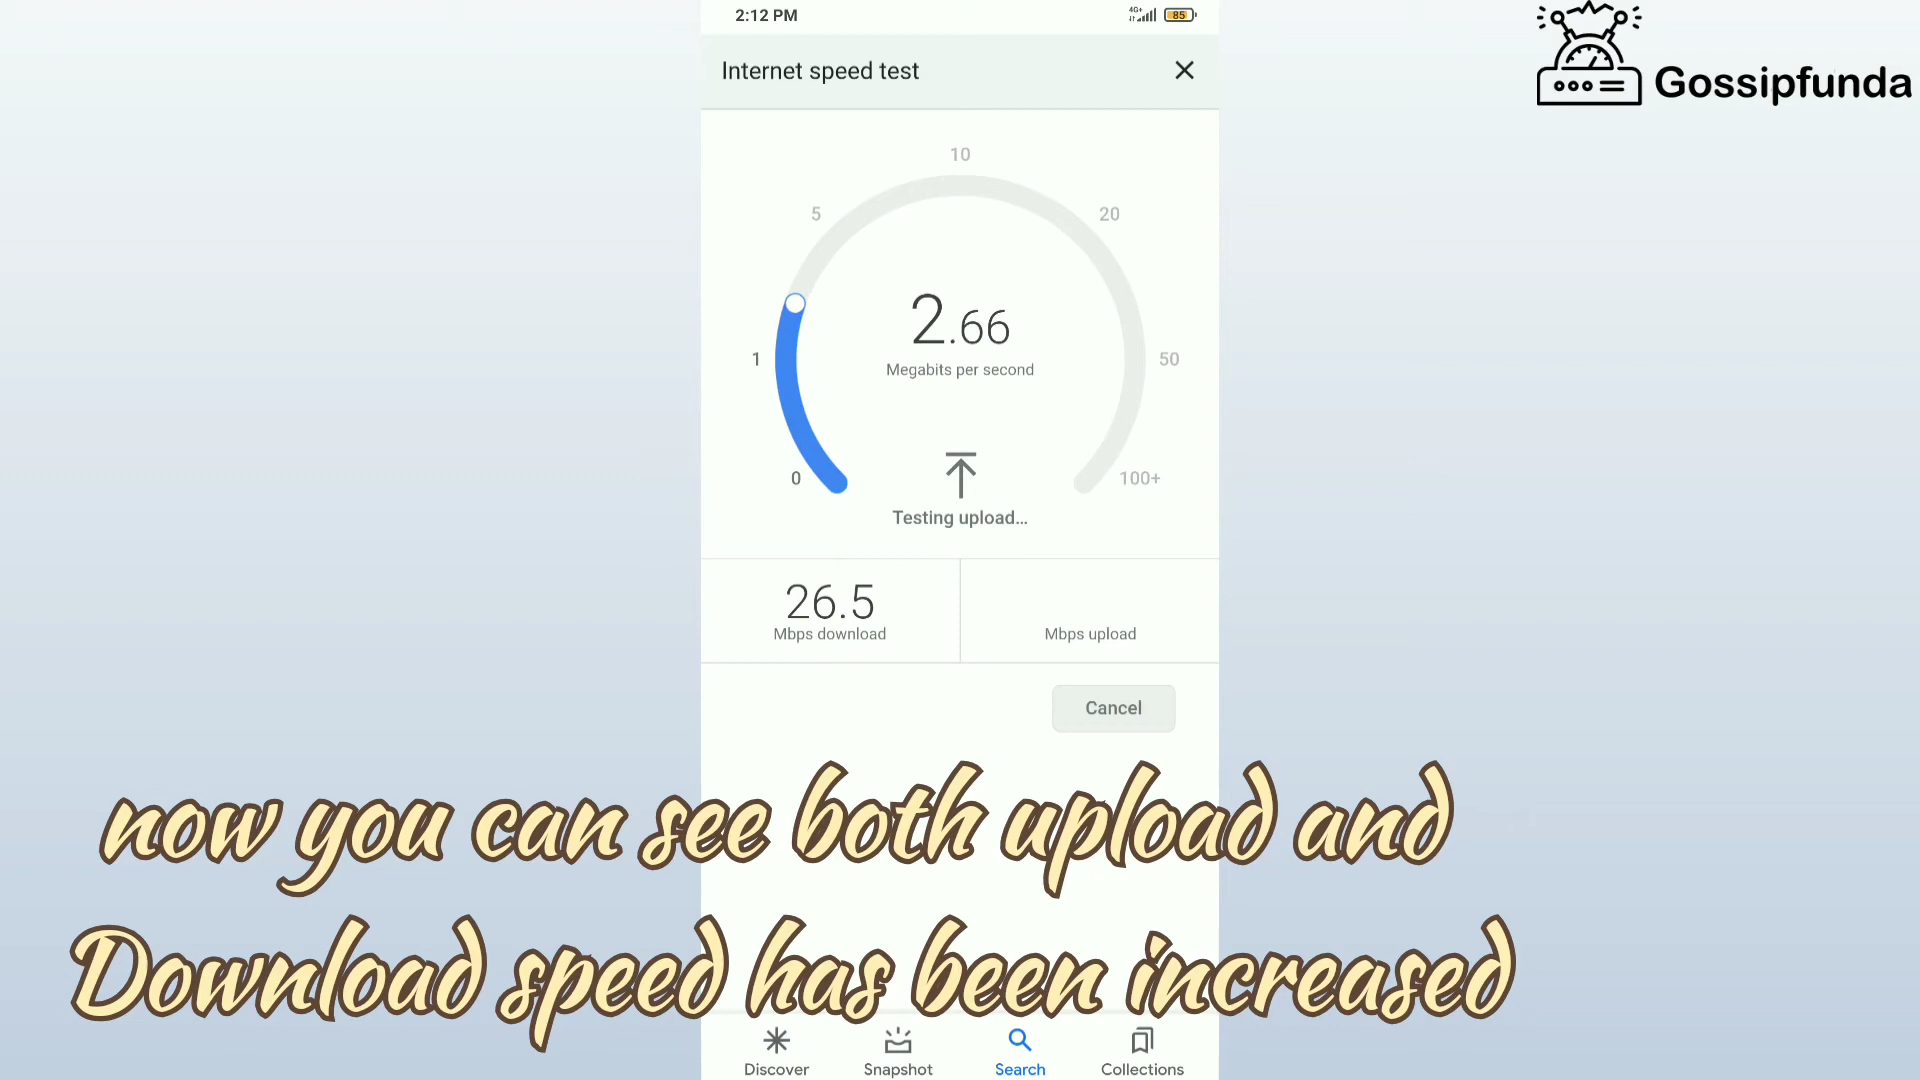 2:12 PM
4G+
85
Gossipfunda
Internet speed test
10
5
20
2.66
1
50
Megabits per second
0
100+
Testing upload...
26.5
Mbps download
Mbps upload
Cancel
now you can see both upload and
Download speed has been increased
Discover
Snapshot
Search
Collections